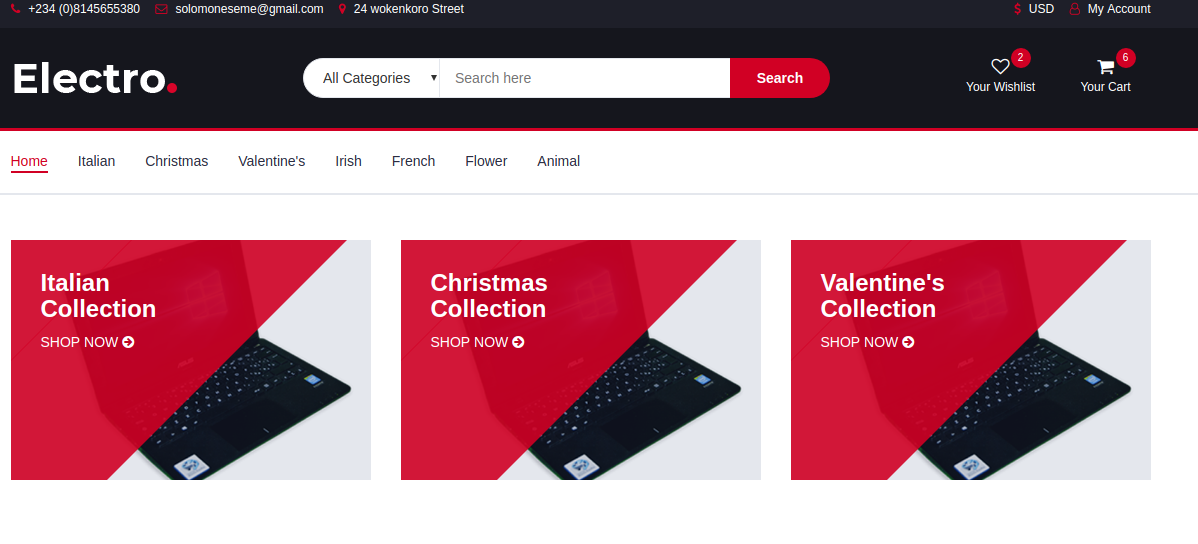 +234 (0)8145655380 solomoneseme@gmail.com 24 wokenkoro Street $ USD My Account
Electro. All Categories Search here Search 2 6
Your Wishlist Your Cart
Home Italian Christmas Valentine's Irish French Flower Animal
Italian
Collection
SHOP NOW
Christmas
Collection
SHOP NOW
Valentine's
Collection
SHOP NOW